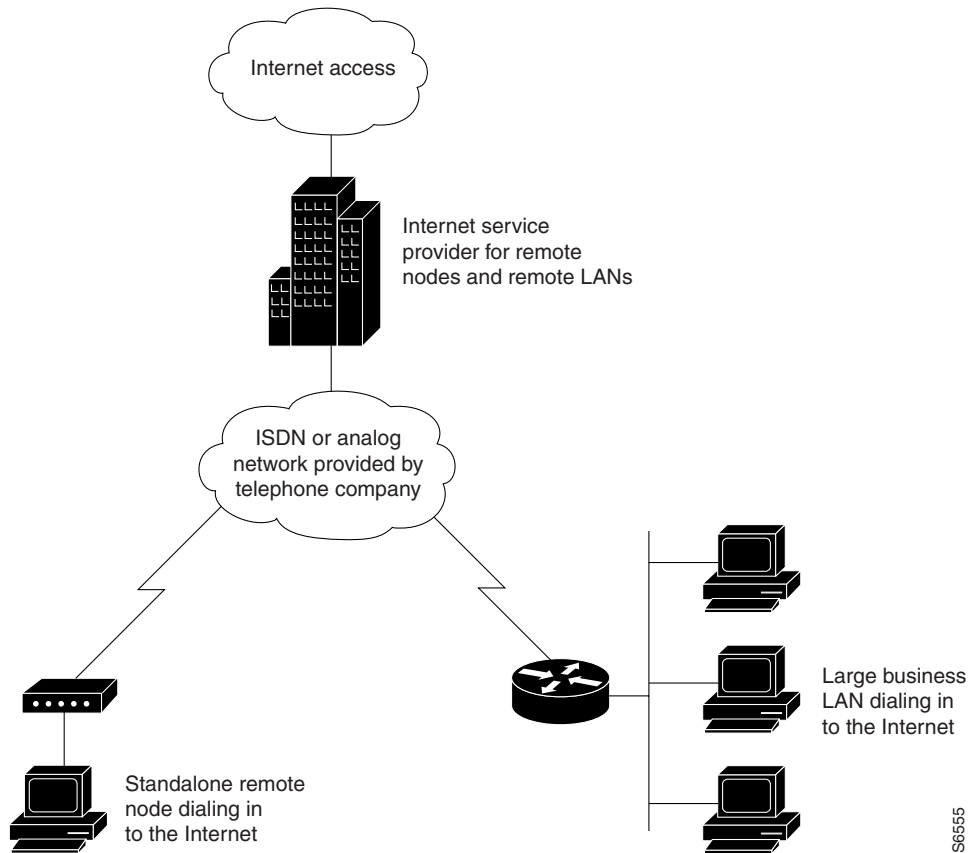 Internet access
Internet service
provider for remote
nodes and remote LANs
ISDN or analog
network provided by
telephone company
Large business
LAN dialing in
to the Internet
Standalone remote
node dialing in
to the Internet
S6555